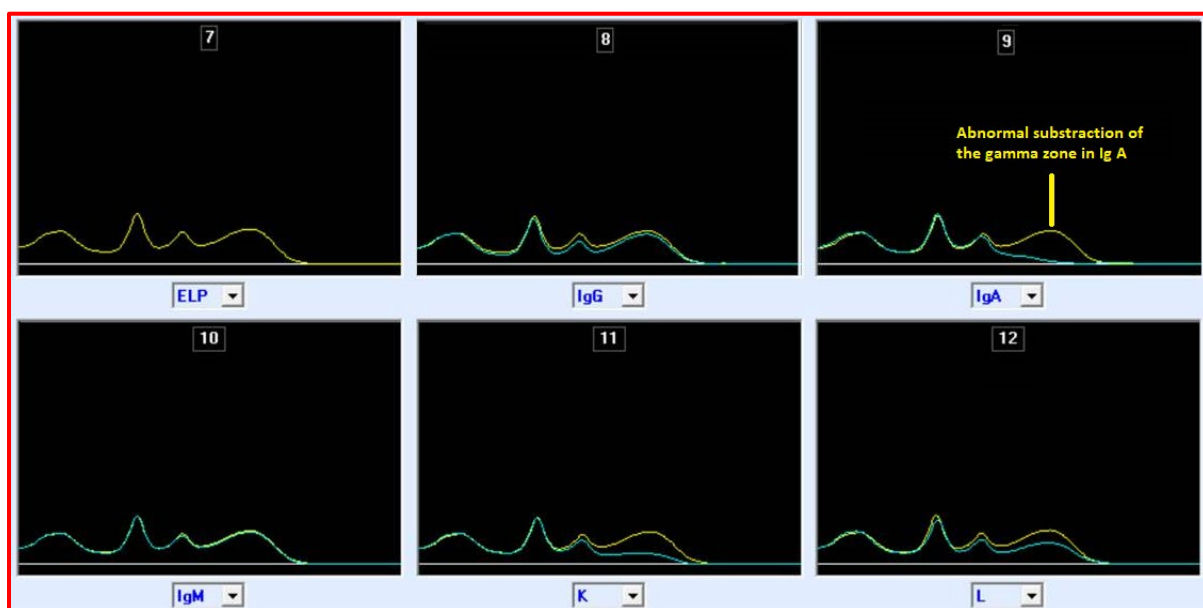 7
8
9
Abnormal substraction of
the gamma zone in Ig A
ELP
IgG
IgA
10
11
12
IgM
K
L